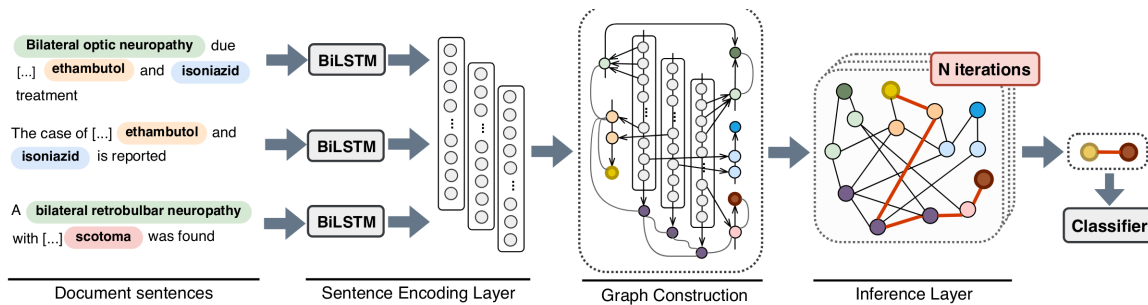 Bilateral optic neuropathy due
[...] ethambutol and isoniazid
treatment
The case of [...] ethambutol and
isoniazid is reported
A bilateral retrobulbar neuropathy
with [...] scotoma was found
BiLSTM
BiLSTM
BiLSTM
N iterations
Classifier
Document sentences
Sentence Encoding Layer
Graph Construction
Inference Layer